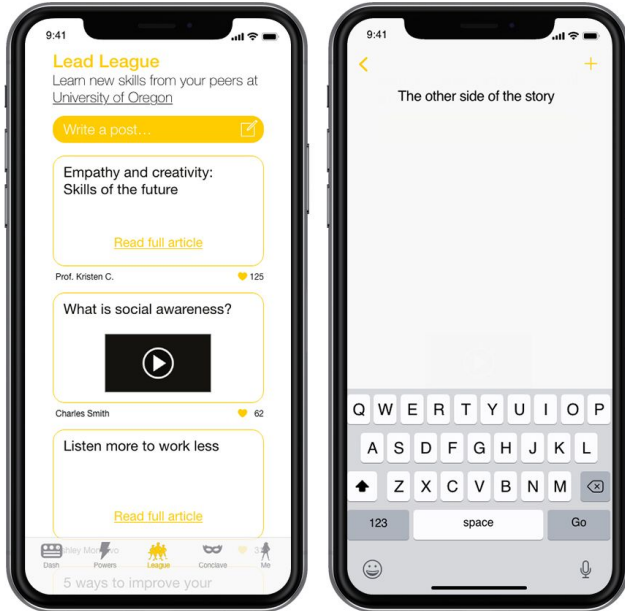 9:41
Lead League
Learn new skills from your peers at
University of Oregon
Write a post...
Empathy and creativity:
Skills of the future
Read full article
Prof. Kristen C.
125
What is social awareness?
Charles Smith
62
Listen more to work less
Read full article
Dash
Powers
League
Conclave
Me
5 ways to improve your
9:41
The other side of the story
Q W E R T Y U I O P
A S D F G H J K L
Z X C V B N M
123 space Go